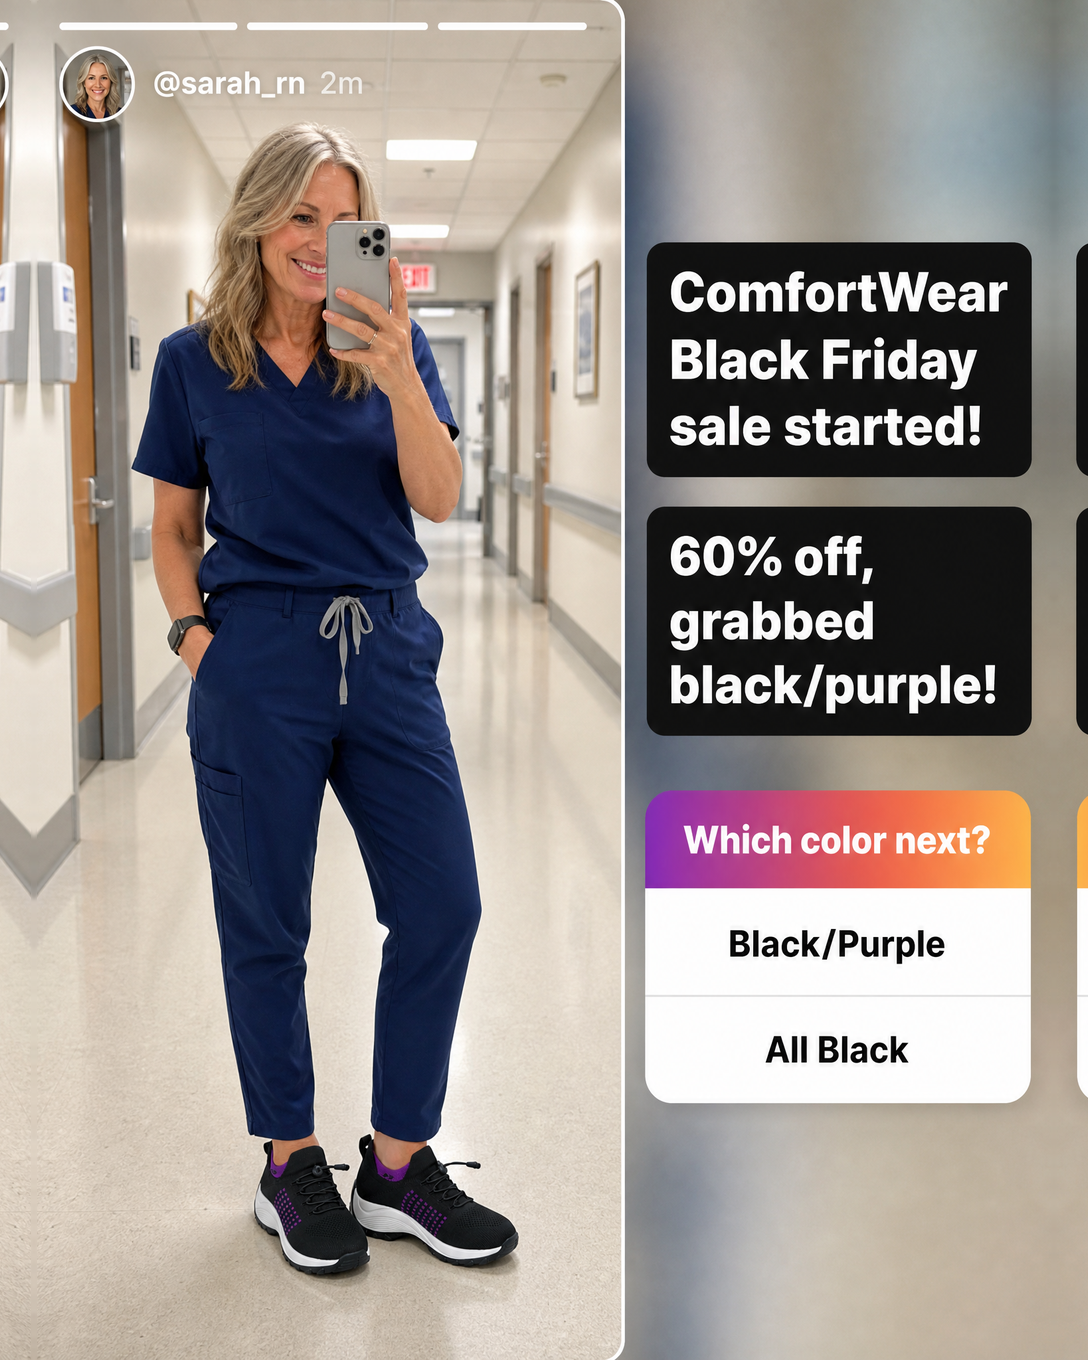 @sarah_rn 2m
EXIT
ComfortWear
Black Friday
sale started!
60% off,
grabbed
black/purple!
Which color next?
Black/Purple
All Black